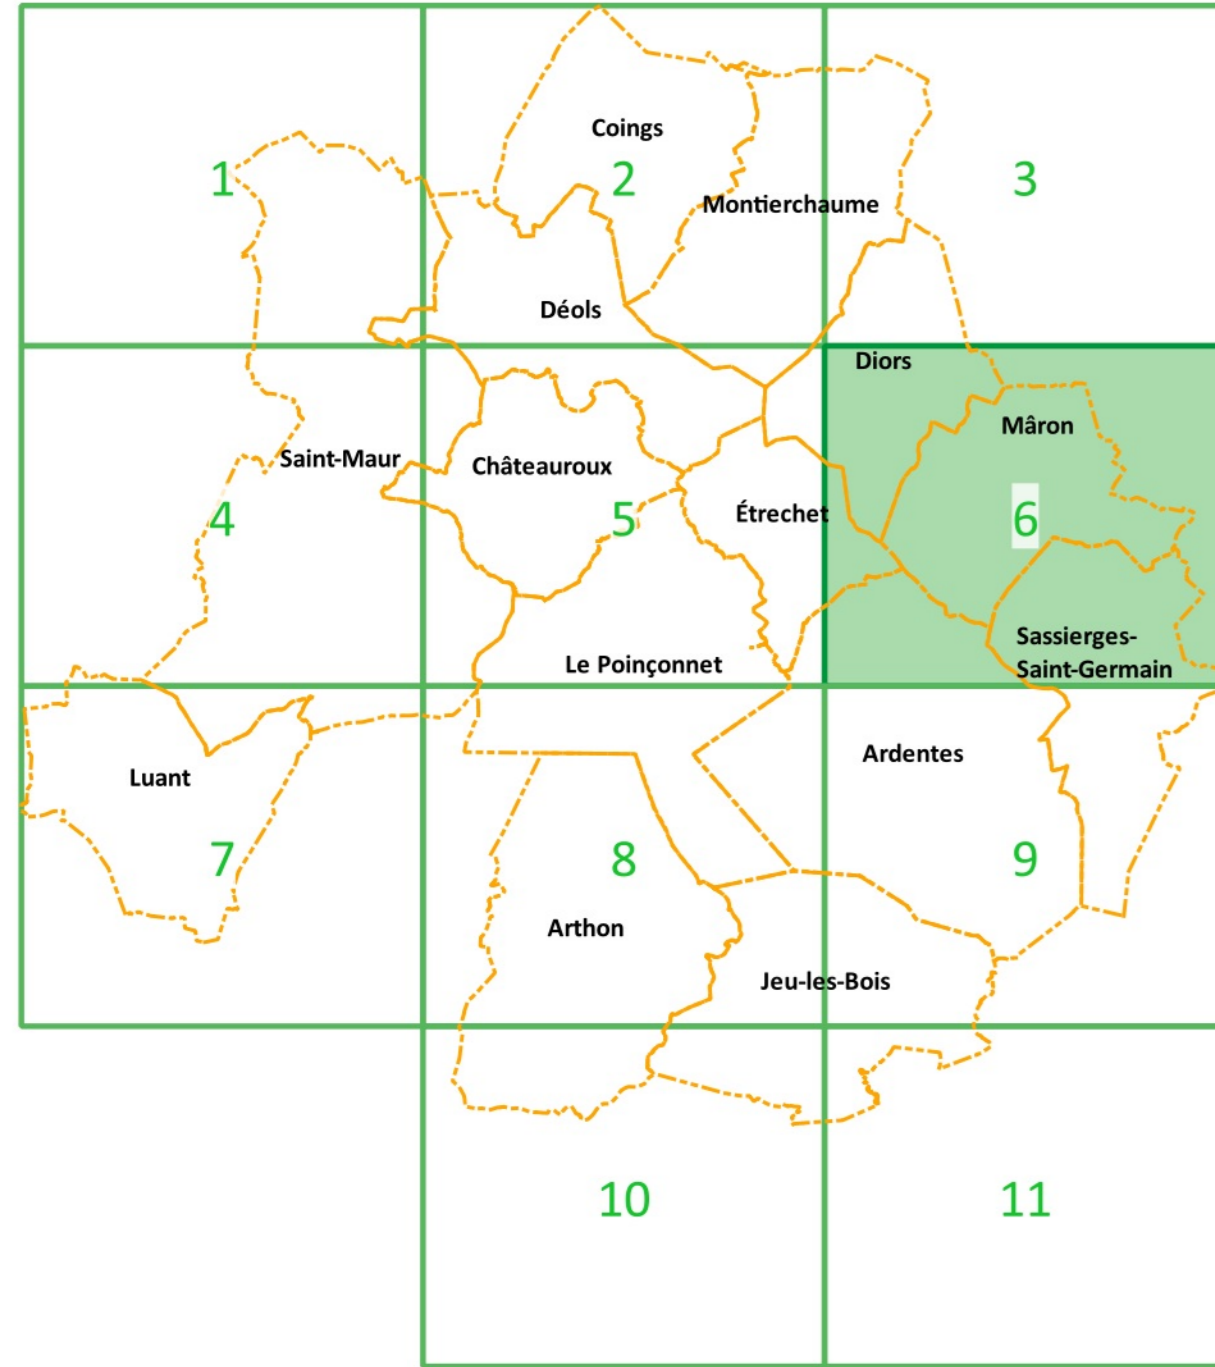 Coings
1
2
3
Montierchaume
Déols
Diors
Mâron
Saint-Maur
Châteauroux
4
5
Étrechet
6
Sassierges-
Saint-Germain
Le Poinçonnet
Ardentes
Luant
7
8
9
Arthon
Jeu-les-Bois
10
11